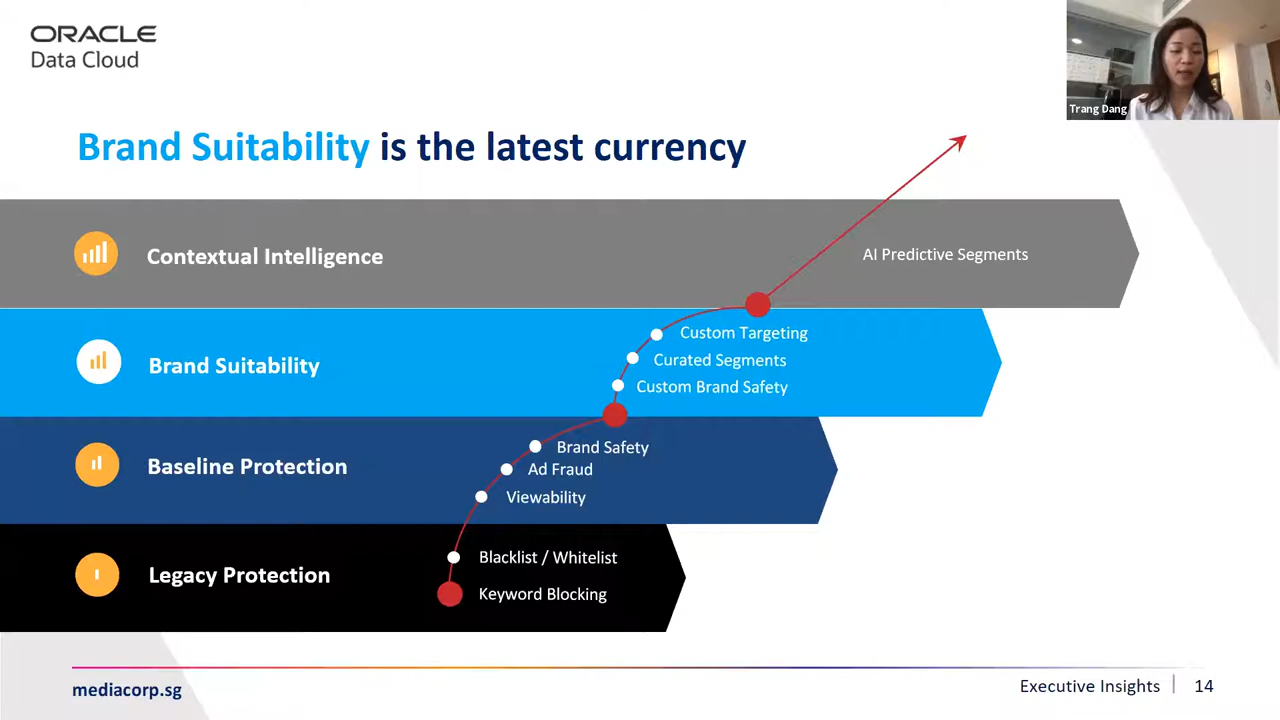 ORACLE
Data Cloud
Trang Dang
Brand Suitability is the latest currency
Contextual Intelligence
AI Predictive Segments
Brand Suitability
Custom Targeting
Curated Segments
Custom Brand Safety
Baseline Protection
Brand Safety
Ad Fraud
Viewability
Legacy Protection
Blacklist / Whitelist
Keyword Blocking
mediacorp.sg
Executive Insights
14